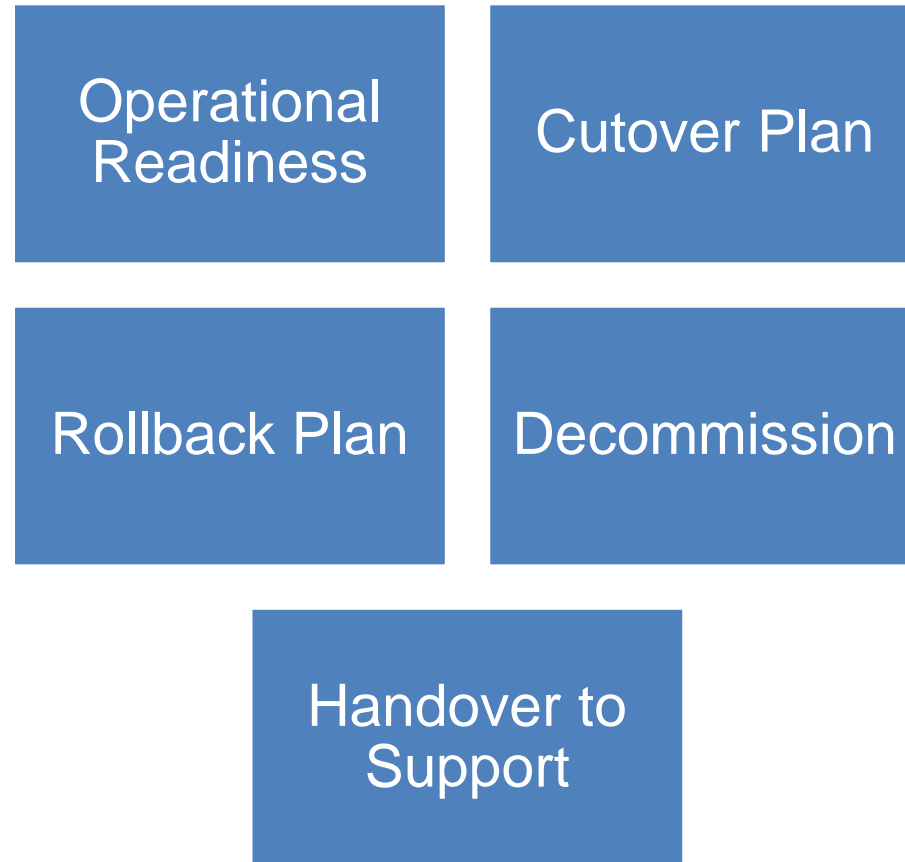 Operational
Readiness
Cutover Plan
Rollback Plan
Decommission
Handover to
Support